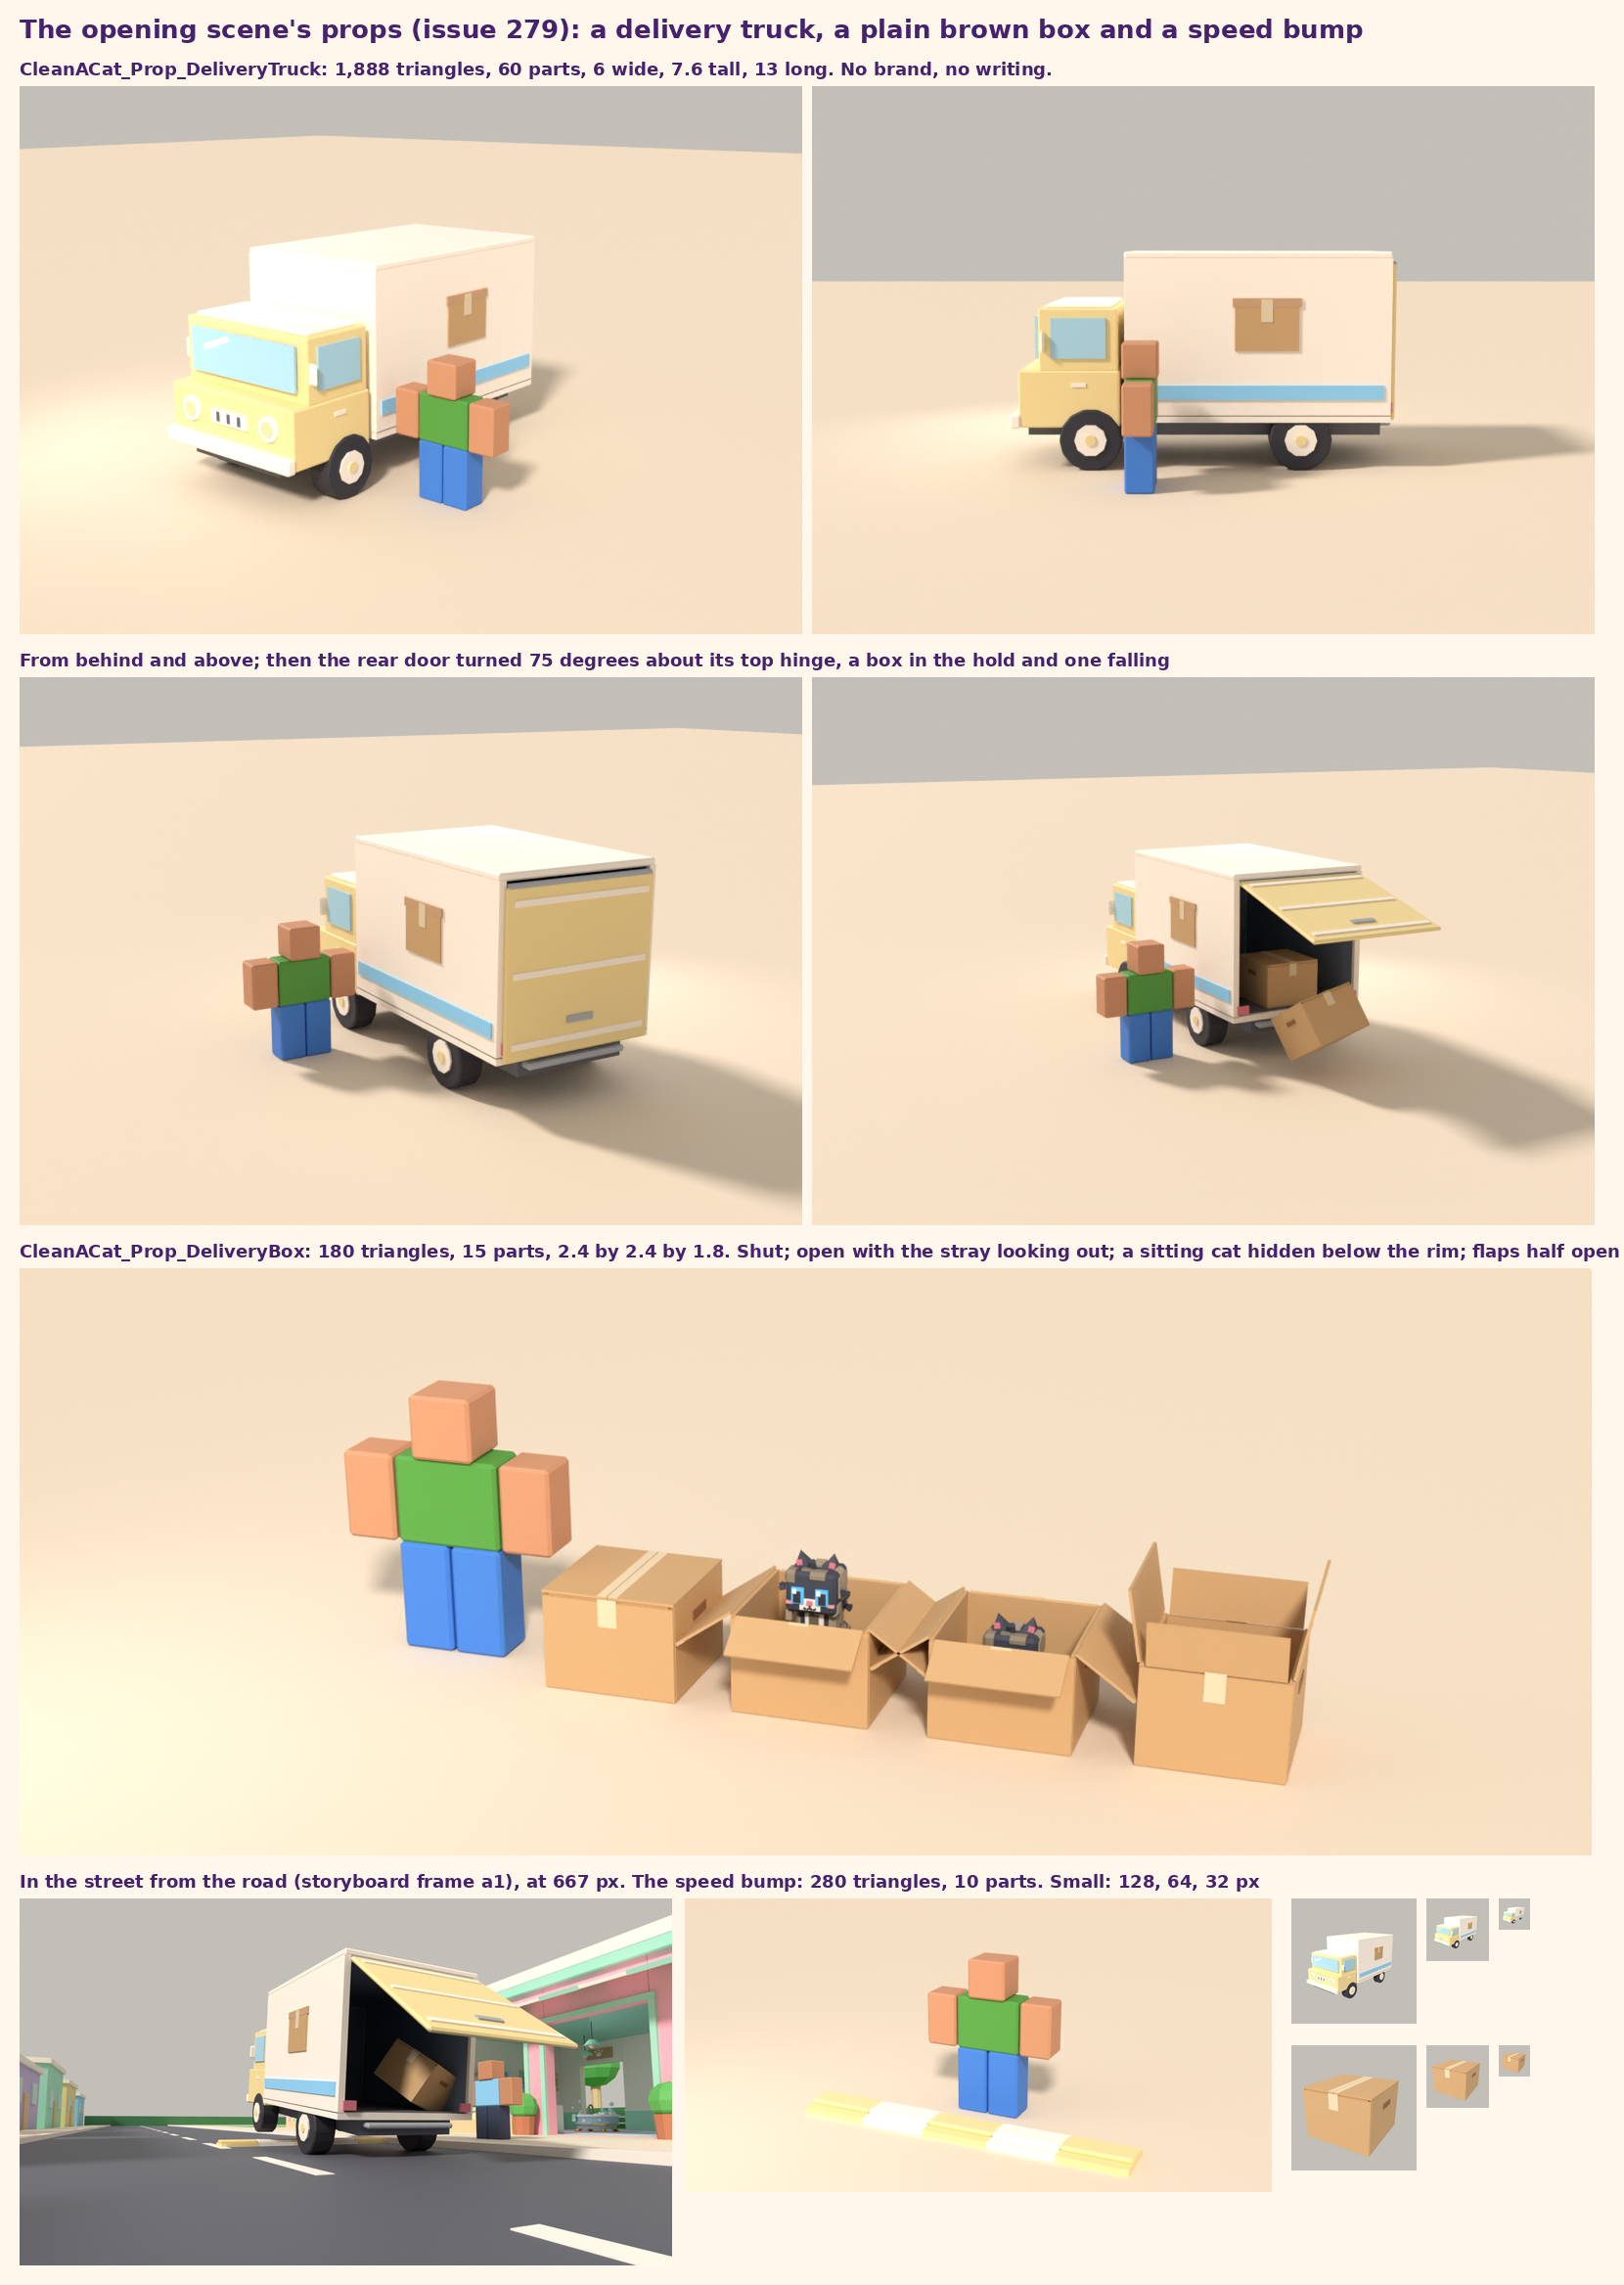 The opening scene's props (issue 279): a delivery truck, a plain brown box and a speed bump
CleanACat_Prop_DeliveryTruck: 1,888 triangles, 60 parts, 6 wide, 7.6 tall, 13 long. No brand, no writing.
From behind and above; then the rear door turned 75 degrees about its top hinge, a box in the hold and one falling
CleanACat_Prop_DeliveryBox: 180 triangles, 15 parts, 2.4 by 2.4 by 1.8. Shut; open with the stray looking out; a sitting cat hidden below the rim; flaps half open
In the street from the road (storyboard frame a1), at 667 px. The speed bump: 280 triangles, 10 parts. Small: 128, 64, 32 px